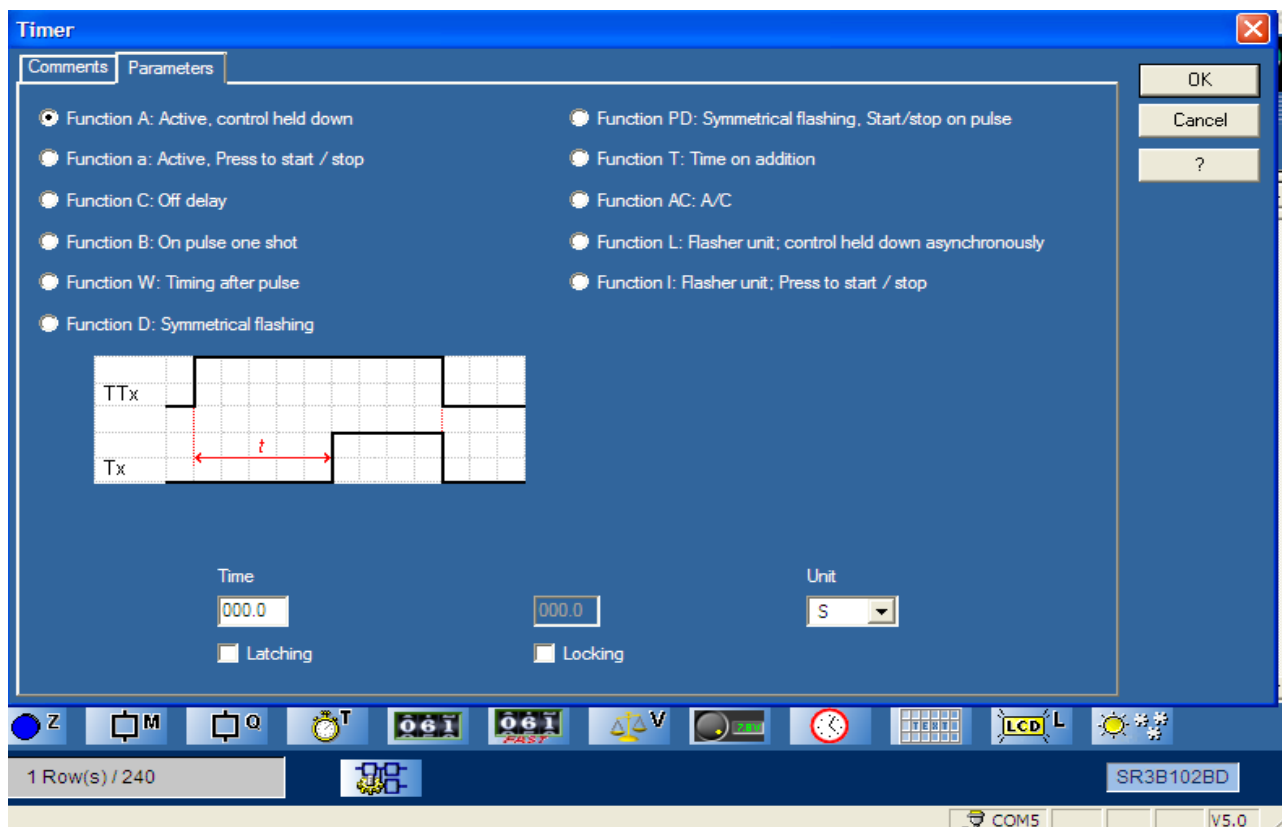 Timer
Comments Parameters
OK
Cancel
?
Function A: Active, control held down
Function a: Active, Press to start / stop
Function C: Off delay
Function B: On pulse one shot
Function W: Timing after pulse
Function D: Symmetrical flashing
Function PD: Symmetrical flashing, Start/stop on pulse
Function T: Time on addition
Function AC: A/C
Function L: Flasher unit; control held down asynchronously
Function I: Flasher unit; Press to start / stop
TTx
t
Tx
Time
Unit
000.0 000.0 S
Latching Locking
Z M Q T 061 061 FAST V 7.8V TEXT LCD L
1 Row(s) / 240
SR3B102BD
COM5 V5.0